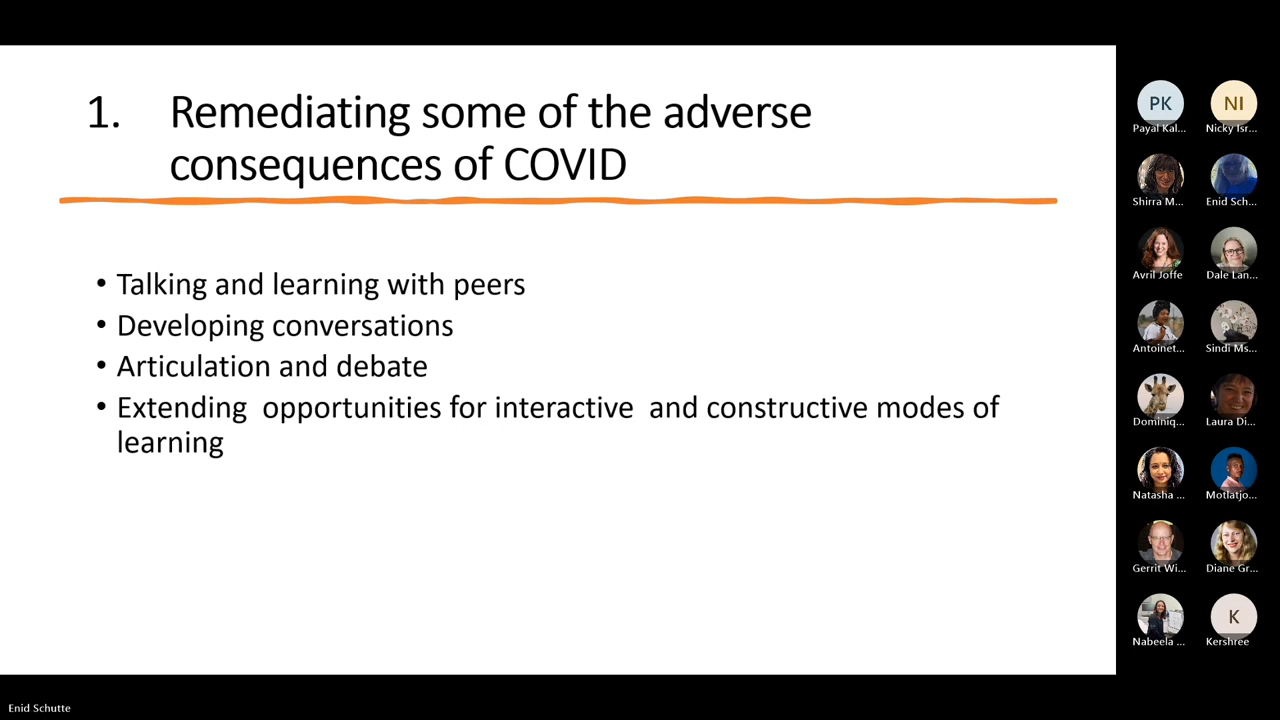 1. Remediating some of the adverse
consequences of COVID
• Talking and learning with peers
• Developing conversations
• Articulation and debate
• Extending  opportunities for interactive  and constructive modes of
learning
PK
NI
Payal Kal...
Nicky Isr...
Shirra M...
Enid Sch...
Avril Joffe
Dale Lan...
Antoinet...
Sindi Ms...
Dominiq...
Laura Di...
Natasha ...
Motlatjo...
Gerrit Wi...
Diane Gr...
K
Nabeela ...
Kershree
Enid Schutte